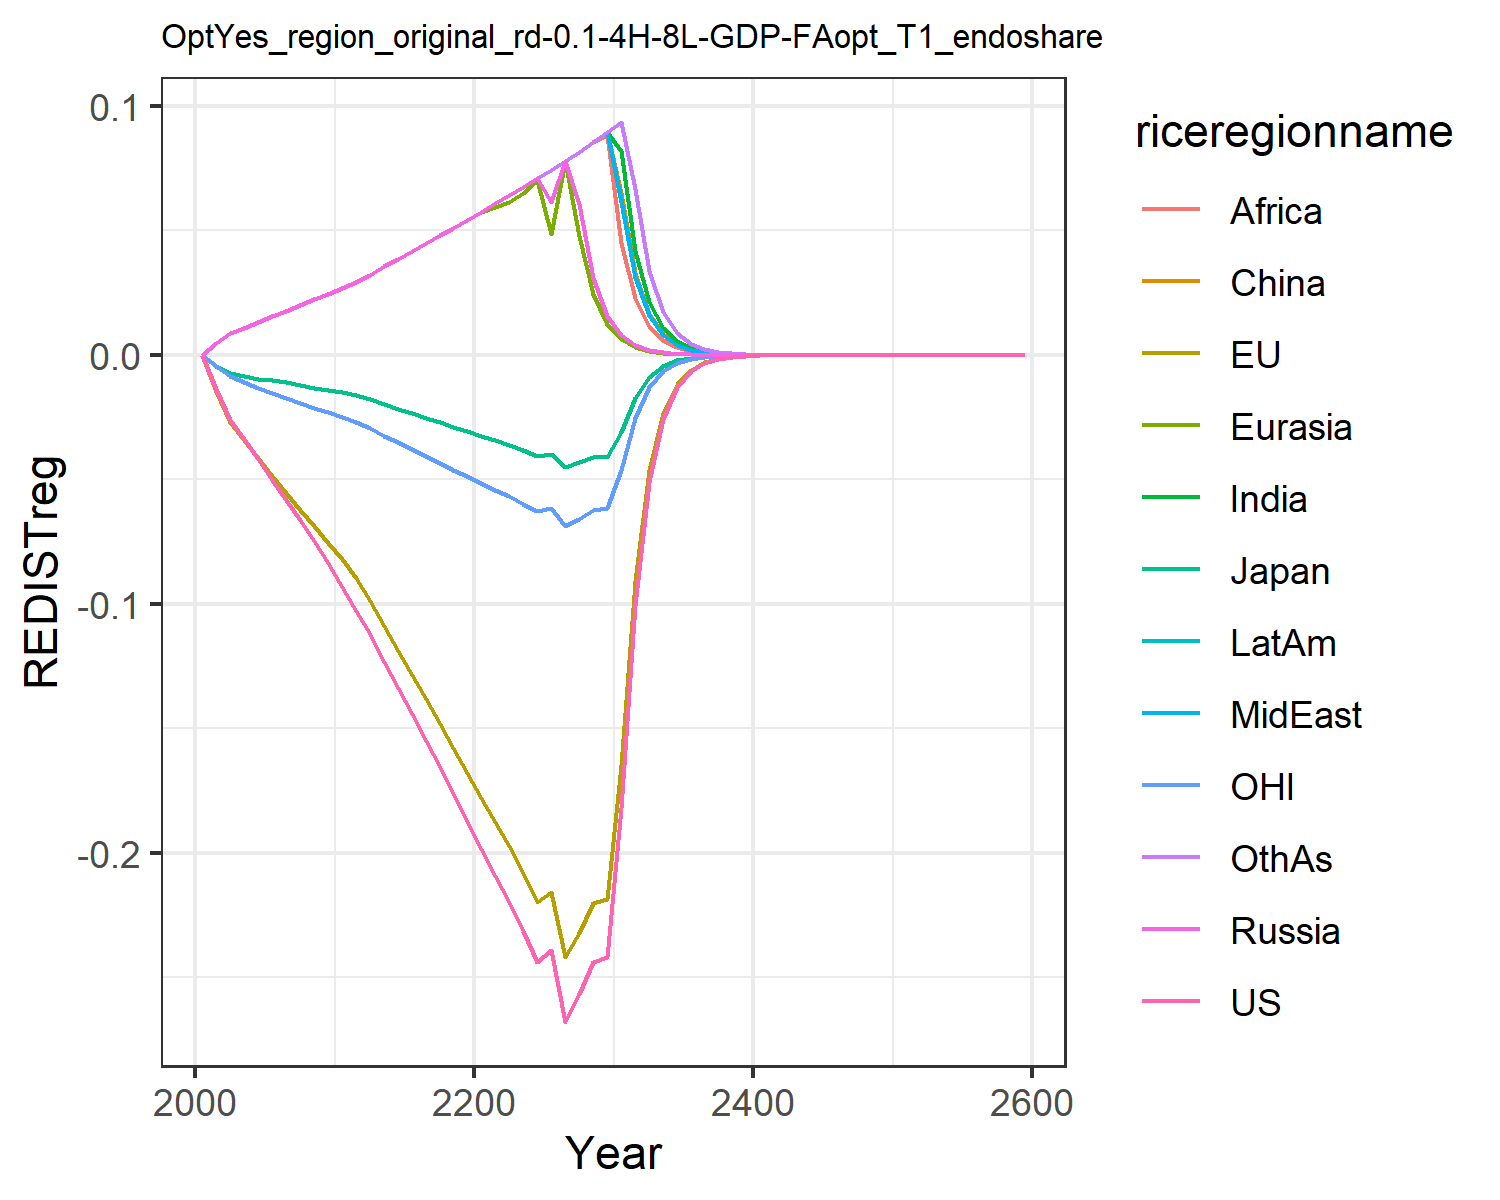 OptYes_region_original_rd-0.1-4H-8L-GDP-FAopt_T1_endoshare
0.1
0.0
-0.1
-0.2
REDISTreg
2000 2200 2400 2600
Year
riceregionname
Africa
China
EU
Eurasia
India
Japan
LatAm
MidEast
OHI
OthAs
Russia
US